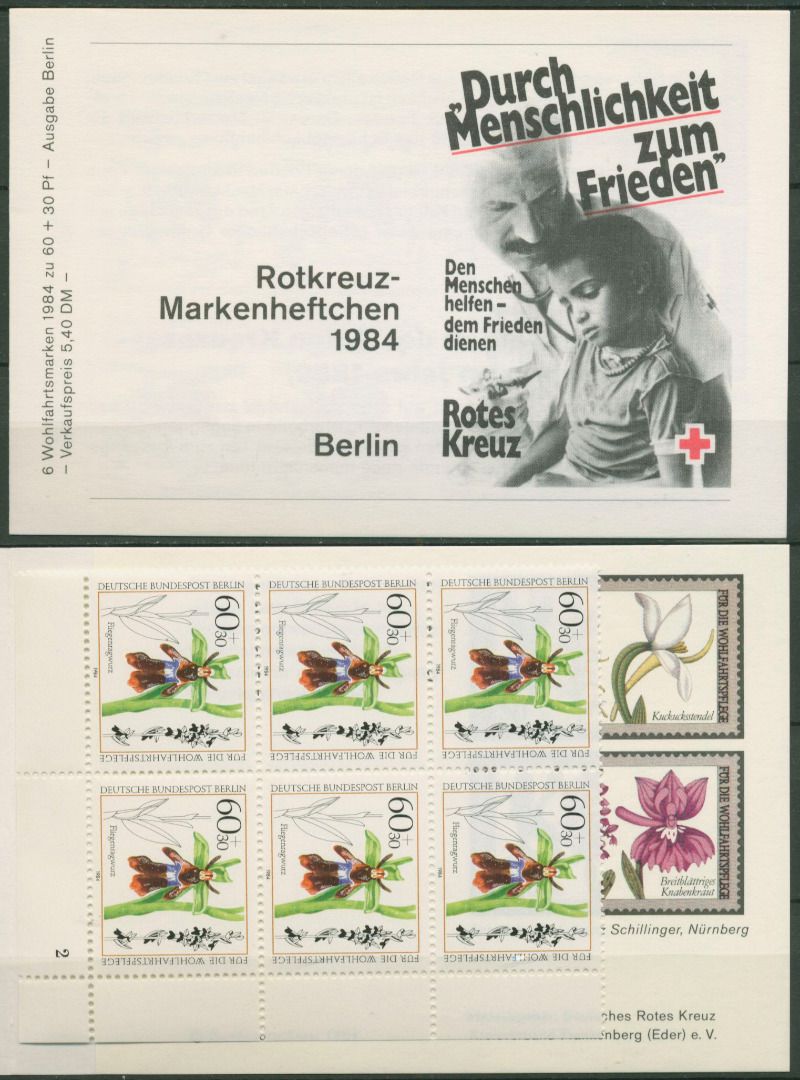 6 Wohlfahrtsmarken 1984 zu 60 + 30 Pf – Ausgabe Berlin
– Verkaufspreis 5,40 DM –
„Durch
Menschlichkeit
zum
Frieden”
Rotkreuz-
Markenheftchen
1984
Berlin
Den
Menschen
helfen –
dem Frieden
dienen
Rotes
Kreuz
DEUTSCHE BUNDESPOST BERLIN
60+30
Fliegenragwurz
1984
FÜR DIE WOHLFAHRTSPFLEGE
DEUTSCHE BUNDESPOST BERLIN
60+30
Fliegenragwurz
1984
FÜR DIE WOHLFAHRTSPFLEGE
DEUTSCHE BUNDESPOST BERLIN
60+30
Fliegenragwurz
1984
FÜR DIE WOHLFAHRTSPFLEGE
FÜR DIE WOHLFAHRTSPFLEGE
Kuckucksstendel
DEUTSCHE BUNDESPOST BERLIN
60+30
Fliegenragwurz
1984
FÜR DIE WOHLFAHRTSPFLEGE
DEUTSCHE BUNDESPOST BERLIN
60+30
Fliegenragwurz
1984
FÜR DIE WOHLFAHRTSPFLEGE
DEUTSCHE BUNDESPOST BERLIN
60+30
Fliegenragwurz
1984
FÜR DIE WOHLFAHRTSPFLEGE
FÜR DIE WOHLFAHRTSPFLEGE
Breitblättriges
Knabenkraut
2
Schillinger, Nürnberg
ches Rotes Kreuz
enberg (Eder) e. V.